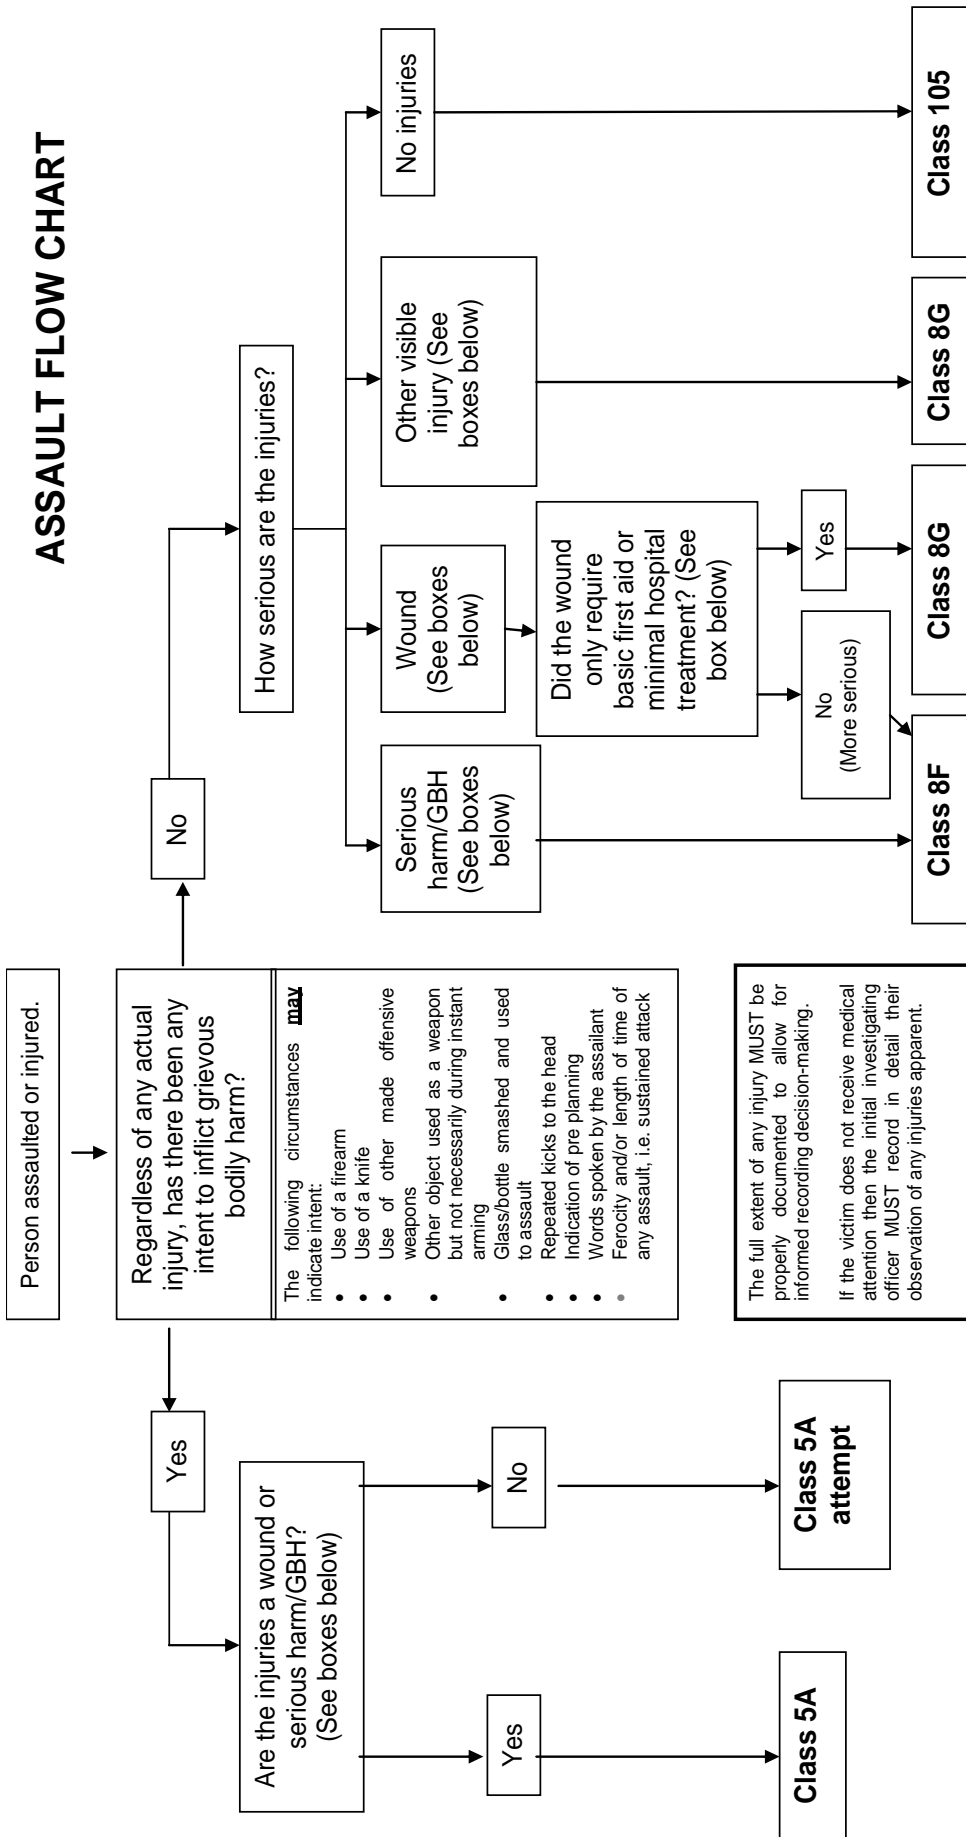 ASSAULT FLOW CHART
Person assaulted or injured.
Regardless of any actual
injury, has there been any
intent to inflict grievous
bodily harm?
The following circumstances may
indicate intent:
• Use of a firearm
• Use of a knife
• Use of other made offensive
weapons
• Other object used as a weapon
but not necessarily during instant
arming
• Glass/bottle smashed and used
to assault
• Repeated kicks to the head
• Indication of pre planning
• Words spoken by the assailant
• Ferocity and/or length of time of
any assault, i.e. sustained attack
Yes
Are the injuries a wound or
serious harm/GBH?
(See boxes below)
Yes
Class 5A
No
Class 5A
attempt
No
How serious are the injuries?
Serious
harm/GBH
(See boxes
below)
Wound
(See boxes
below)
Did the wound
only require
basic first aid or
minimal hospital
treatment? (See
box below)
No
(More serious)
Class 8F
Yes
Class 8G
Other visible
injury (See
boxes below)
Class 8G
No injuries
Class 105
The full extent of any injury MUST be
properly documented to allow for
informed recording decision-making.
If the victim does not receive medical
attention then the initial investigating
officer MUST record in detail their
observation of any injuries apparent.